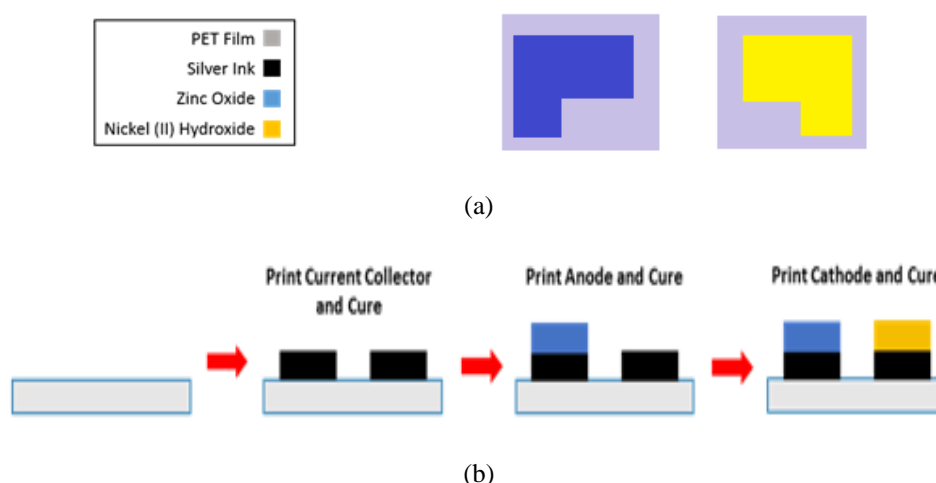 PET Film
Silver Ink
Zinc Oxide
Nickel (II) Hydroxide
(a)
Print Current Collector
and Cure
Print Anode and Cure
Print Cathode and Cure
(b)